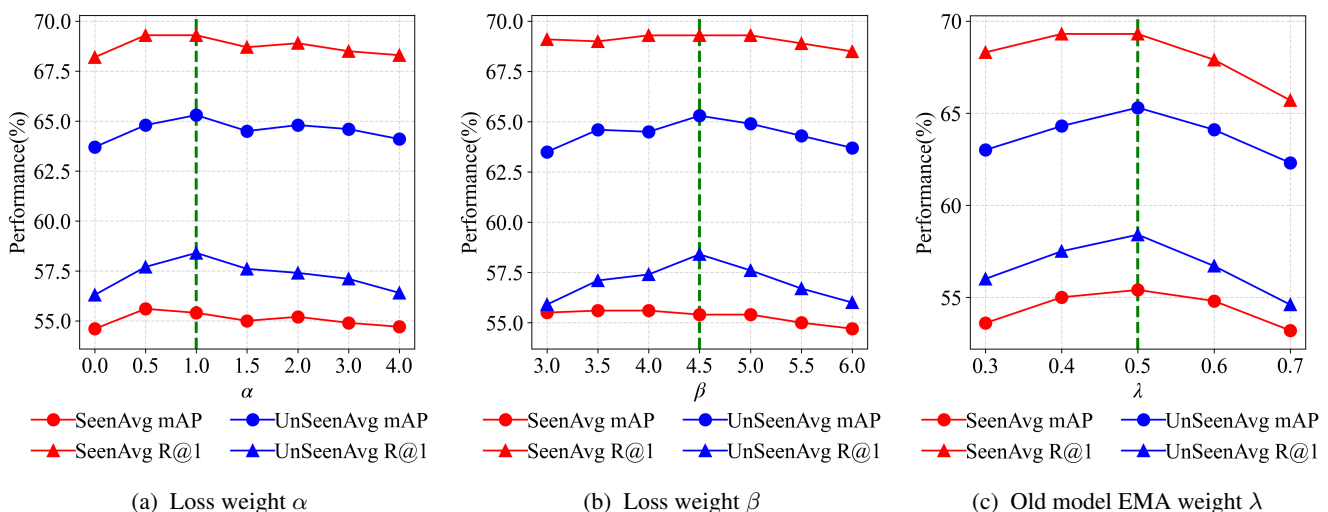 Performance(%)
70.0
67.5
65.0
62.5
60.0
57.5
55.0
0.0 0.5 1.0 1.5 2.0 3.0 4.0
α
SeenAvg mAP UnSeenAvg mAP
SeenAvg R@1 UnSeenAvg R@1
(a) Loss weight α
Performance(%)
70.0
67.5
65.0
62.5
60.0
57.5
55.0
3.0 3.5 4.0 4.5 5.0 5.5 6.0
β
SeenAvg mAP UnSeenAvg mAP
SeenAvg R@1 UnSeenAvg R@1
(b) Loss weight β
Performance(%)
70
65
60
55
0.3 0.4 0.5 0.6 0.7
λ
SeenAvg mAP UnSeenAvg mAP
SeenAvg R@1 UnSeenAvg R@1
(c) Old model EMA weight λ